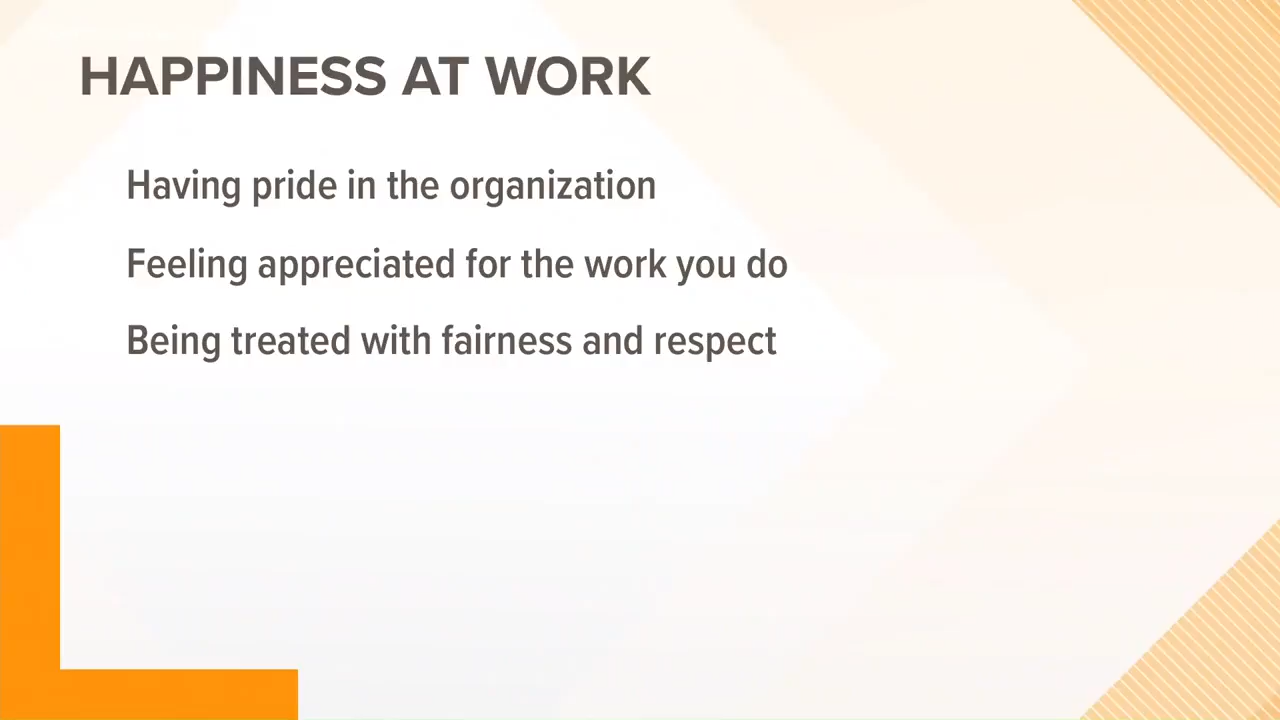 HAPPINESS AT WORK
Having pride in the organization
Feeling appreciated for the work you do
Being treated with fairness and respect